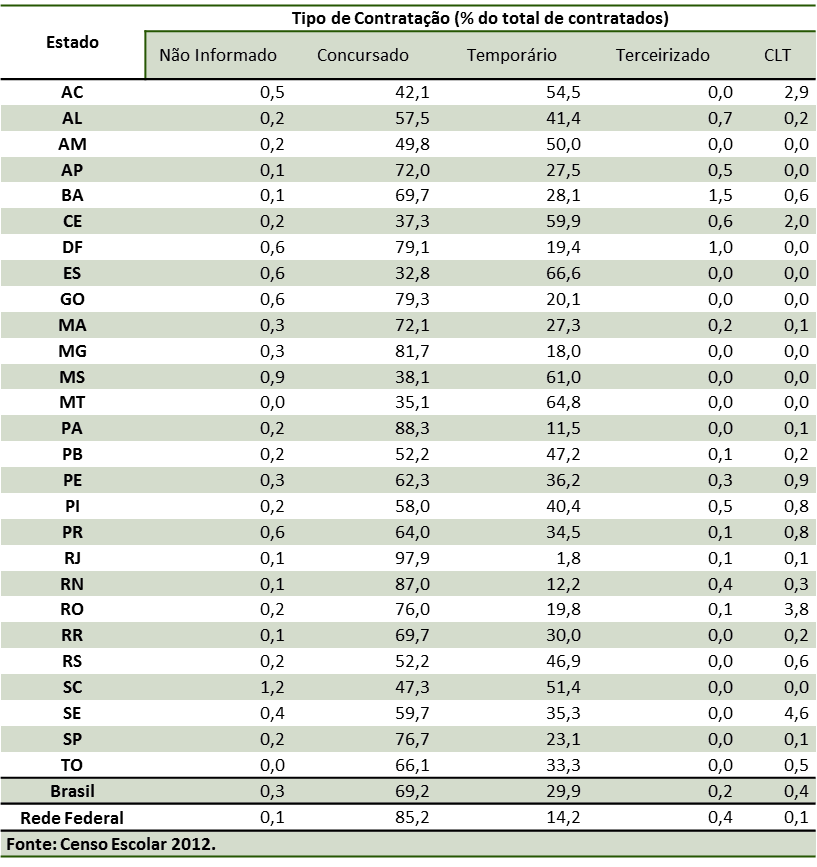 Estado Tipo de Contratação (% do total de contratados)
Não Informado Concursado Temporário Terceirizado CLT
AC 0,5 42,1 54,5 0,0 2,9
AL 0,2 57,5 41,4 0,7 0,2
AM 0,2 49,8 50,0 0,0 0,0
AP 0,1 72,0 27,5 0,5 0,0
BA 0,1 69,7 28,1 1,5 0,6
CE 0,2 37,3 59,9 0,6 2,0
DF 0,6 79,1 19,4 1,0 0,0
ES 0,6 32,8 66,6 0,0 0,0
GO 0,6 79,3 20,1 0,0 0,0
MA 0,3 72,1 27,3 0,2 0,1
MG 0,3 81,7 18,0 0,0 0,0
MS 0,9 38,1 61,0 0,0 0,0
MT 0,0 35,1 64,8 0,0 0,0
PA 0,2 88,3 11,5 0,0 0,1
PB 0,2 52,2 47,2 0,1 0,2
PE 0,3 62,3 36,2 0,3 0,9
PI 0,2 58,0 40,4 0,5 0,8
PR 0,6 64,0 34,5 0,1 0,8
RJ 0,1 97,9 1,8 0,1 0,1
RN 0,1 87,0 12,2 0,4 0,3
RO 0,2 76,0 19,8 0,1 3,8
RR 0,1 69,7 30,0 0,0 0,2
RS 0,2 52,2 46,9 0,0 0,6
SC 1,2 47,3 51,4 0,0 0,0
SE 0,4 59,7 35,3 0,0 4,6
SP 0,2 76,7 23,1 0,0 0,1
TO 0,0 66,1 33,3 0,0 0,5
Brasil 0,3 69,2 29,9 0,2 0,4
Rede Federal 0,1 85,2 14,2 0,4 0,1
Fonte: Censo Escolar 2012.